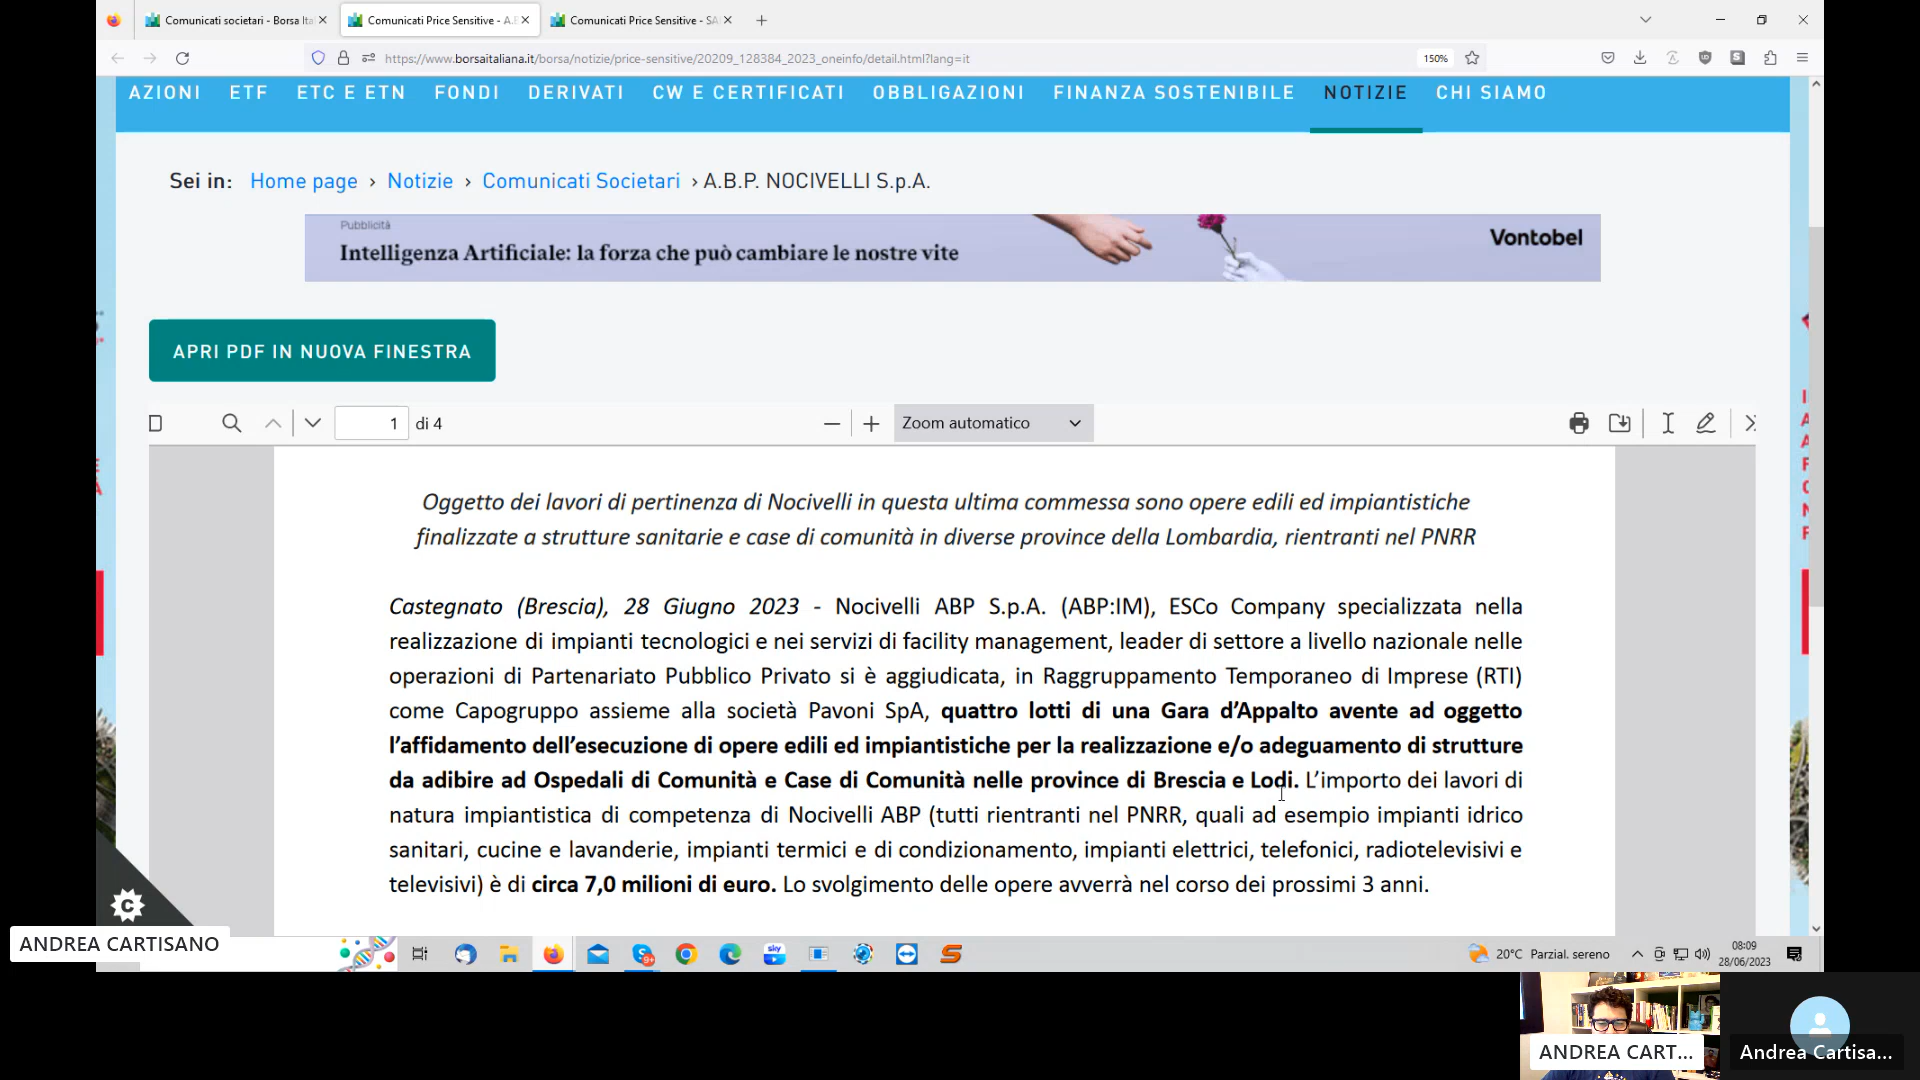 Comunicati societari - Borsa Ita
Comunicati Price Sensitive - A.
Comunicati Price Sensitive - SA
https://www.borsaitaliana.it/borsa/notizie/price-sensitive/20209_128384_2023_oneinfo/detail.html?lang=it
150%
AZIONI ETF ETC E ETN FONDI DERIVATI CW E CERTIFICATI OBBLIGAZIONI FINANZA SOSTENIBILE NOTIZIE CHI SIAMO
Sei in: Home page › Notizie › Comunicati Societari › A.B.P. NOCIVELLI S.p.A.
Pubblicità
Intelligenza Artificiale: la forza che può cambiare le nostre vite
Vontobel
APRI PDF IN NUOVA FINESTRA
1 di 4
Zoom automatico
Oggetto dei lavori di pertinenza di Nocivelli in questa ultima commessa sono opere edili ed impiantistiche
finalizzate a strutture sanitarie e case di comunità in diverse province della Lombardia, rientranti nel PNRR
Castegnato (Brescia), 28 Giugno 2023 - Nocivelli ABP S.p.A. (ABP:IM), ESCo Company specializzata nella
realizzazione di impianti tecnologici e nei servizi di facility management, leader di settore a livello nazionale nelle
operazioni di Partenariato Pubblico Privato si è aggiudicata, in Raggruppamento Temporaneo di Imprese (RTI)
come Capogruppo assieme alla società Pavoni SpA, quattro lotti di una Gara d’Appalto avente ad oggetto
l’affidamento dell’esecuzione di opere edili ed impiantistiche per la realizzazione e/o adeguamento di strutture
da adibire ad Ospedali di Comunità e Case di Comunità nelle province di Brescia e Lodi. L’importo dei lavori di
natura impiantistica di competenza di Nocivelli ABP (tutti rientranti nel PNRR, quali ad esempio impianti idrico
sanitari, cucine e lavanderie, impianti termici e di condizionamento, impianti elettrici, telefonici, radiotelevisivi e
televisivi) è di circa 7,0 milioni di euro. Lo svolgimento delle opere avverrà nel corso dei prossimi 3 anni.
ANDREA CARTISANO
sky
9+
20°C Parzial. sereno
08:09
28/06/2023
ANDREA CART...
Andrea Cartisa...